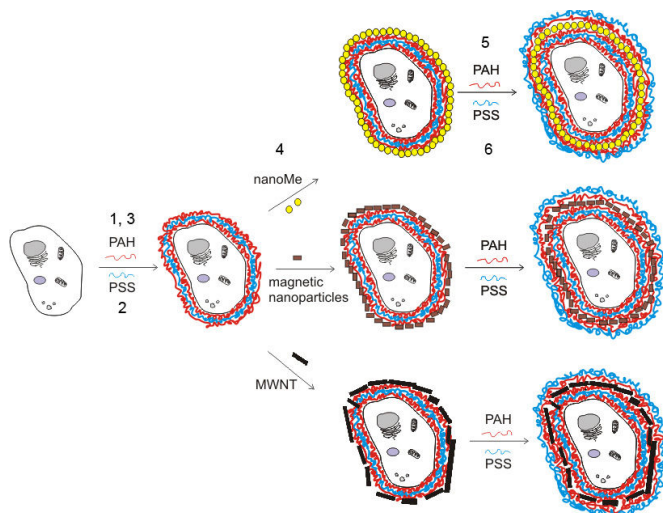 5
PAH
PSS
6
4
nanoMe
1, 3
PAH
PSS
2
magnetic
nanoparticles
PAH
PSS
MWNT
PAH
PSS